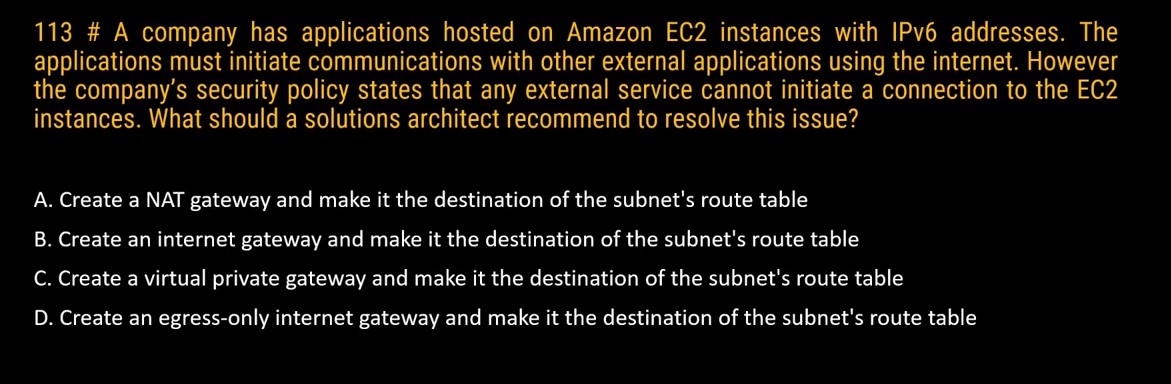 113 # A company has applications hosted on Amazon EC2 instances with IPv6 addresses. The
applications must initiate communications with other external applications using the internet. However
the company's security policy states that any external service cannot initiate a connection to the EC2
instances. What should a solutions architect recommend to resolve this issue?
A. Create a NAT gateway and make it the destination of the subnet's route table
B. Create an internet gateway and make it the destination of the subnet's route table
C. Create a virtual private gateway and make it the destination of the subnet's route table
D. Create an egress-only internet gateway and make it the destination of the subnet's route table